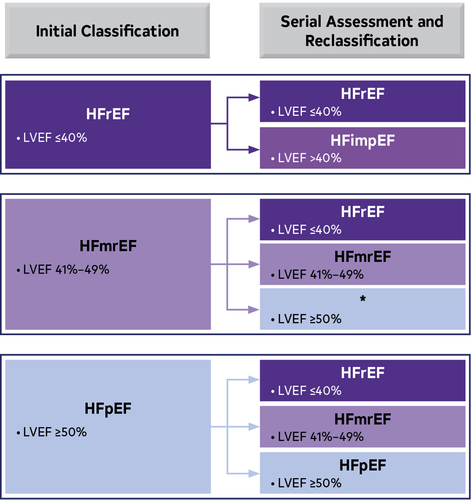 Initial Classification
Serial Assessment and
Reclassification
HFrEF
• LVEF ≤40%
HFrEF
• LVEF ≤40%
HFimpEF
• LVEF >40%
HFmrEF
• LVEF 41%–49%
HFrEF
• LVEF ≤40%
HFmrEF
• LVEF 41%–49%
*
• LVEF ≥50%
HFpEF
• LVEF ≥50%
HFrEF
• LVEF ≤40%
HFmrEF
• LVEF 41%–49%
HFpEF
• LVEF ≥50%